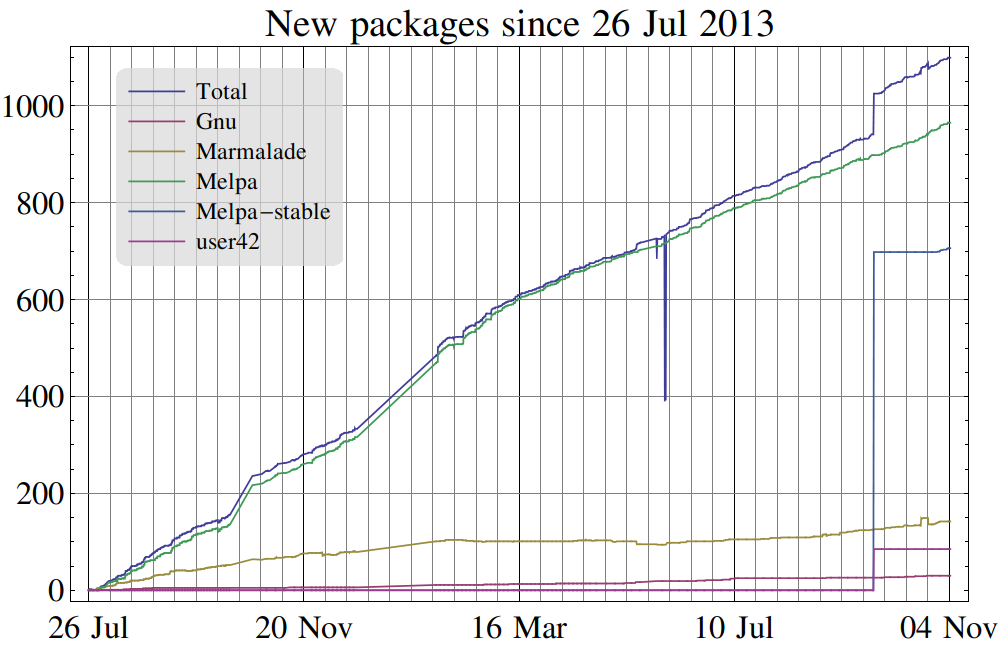 New packages since 26 Jul 2013
Total
Gnu
Marmalade
Melpa
Melpa-stable
user42
1000
800
600
400
200
0
26 Jul 20 Nov 16 Mar 10 Jul 04 Nov